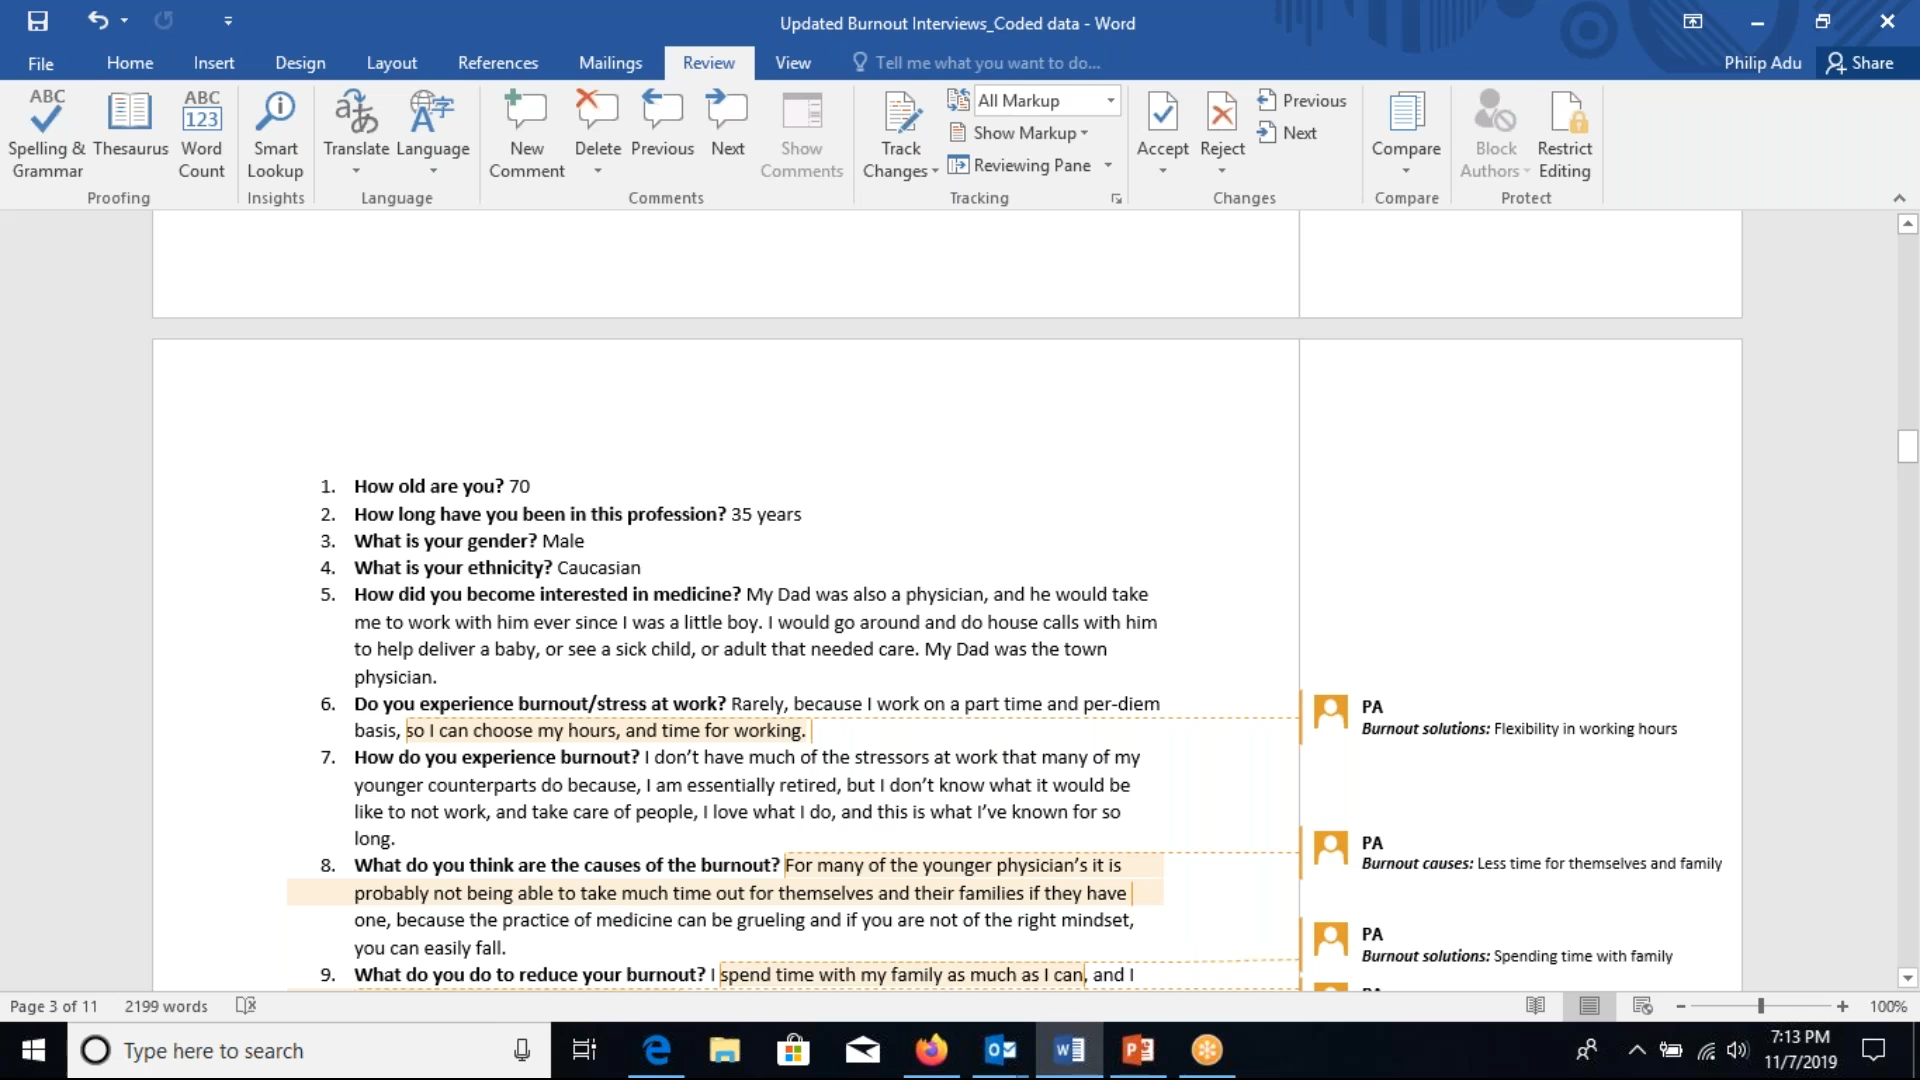 Updated Burnout Interviews_Coded data - Word
File Home Insert Design Layout References Mailings Review View Tell me what you want to do... Philip Adu Share
ABC Spelling & Grammar
Thesaurus
ABC 123 Word Count
Proofing
Smart Lookup
Insights
Translate
Language
Language
New Comment
Delete
Previous
Next
Show Comments
Comments
Track Changes
All Markup
Show Markup
Reviewing Pane
Tracking
Accept
Reject
Previous
Next
Changes
Compare
Compare
Block Authors
Restrict Editing
Protect
1. How old are you? 70
2. How long have you been in this profession? 35 years
3. What is your gender? Male
4. What is your ethnicity? Caucasian
5. How did you become interested in medicine? My Dad was also a physician, and he would take
me to work with him ever since I was a little boy. I would go around and do house calls with him
to help deliver a baby, or see a sick child, or adult that needed care. My Dad was the town
physician.
6. Do you experience burnout/stress at work? Rarely, because I work on a part time and per-diem
basis, so I can choose my hours, and time for working.
PA
Burnout solutions: Flexibility in working hours
7. How do you experience burnout? I don't have much of the stressors at work that many of my
younger counterparts do because, I am essentially retired, but I don't know what it would be
like to not work, and take care of people, I love what I do, and this is what I've known for so
long.
8. What do you think are the causes of the burnout? For many of the younger physician's it is
probably not being able to take much time out for themselves and their families if they have
one, because the practice of medicine can be grueling and if you are not of the right mindset,
you can easily fall.
PA
Burnout causes: Less time for themselves and family
9. What do you do to reduce your burnout? I spend time with my family as much as I can, and I
PA
Burnout solutions: Spending time with family
Page 3 of 11 2199 words 100%
Type here to search
7:13 PM
11/7/2019